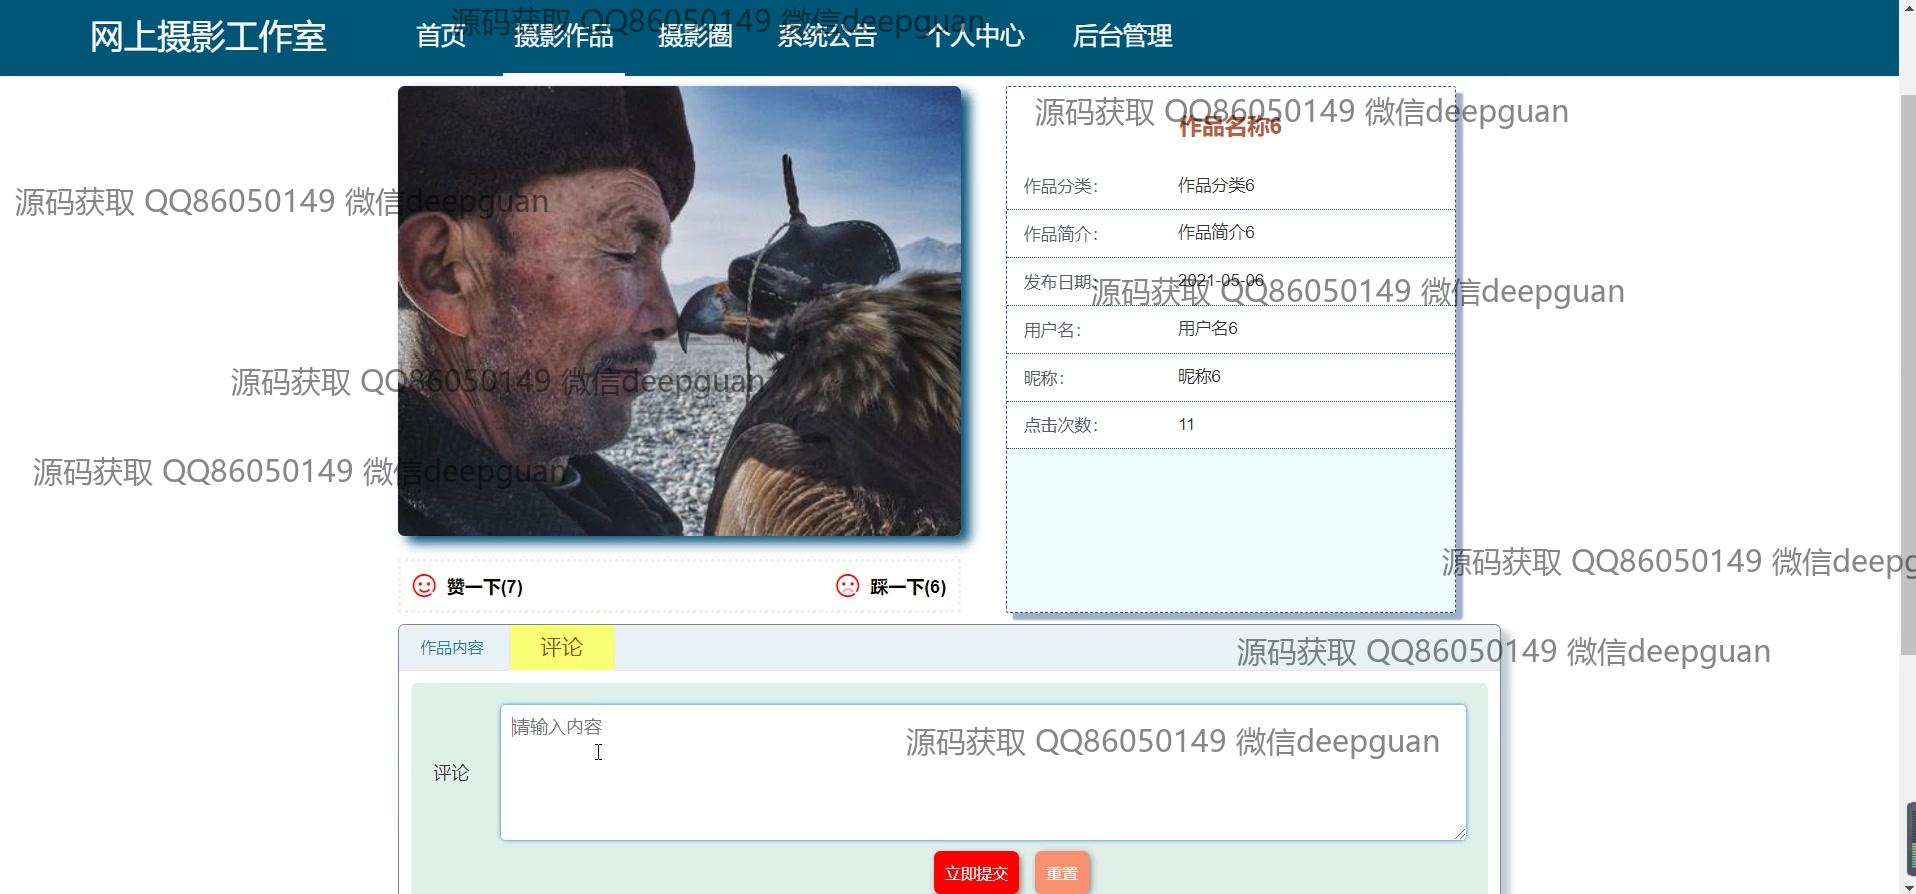 网上摄影工作室 首页 摄影作品 摄影圈 系统公告 个人中心 后台管理
源码获取 QQ86050149 微信deepguan
源码获取 QQ86050149 微信deepguan
作品名称6
作品分类： 作品分类6
源码获取 QQ86050149 微信deepguan
作品简介： 作品简介6
发布日期： 2021-05-06
源码获取 QQ86050149 微信deepguan
用户名： 用户名6
昵称： 昵称6
源码获取 QQ86050149 微信deepguan
点击次数： 11
源码获取 QQ86050149 微信deepguan
源码获取 QQ86050149 微信deepg
赞一下(7) 踩一下(6)
作品内容 评论
源码获取 QQ86050149 微信deepguan
请输入内容
源码获取 QQ86050149 微信deepguan
评论
立即提交 重置